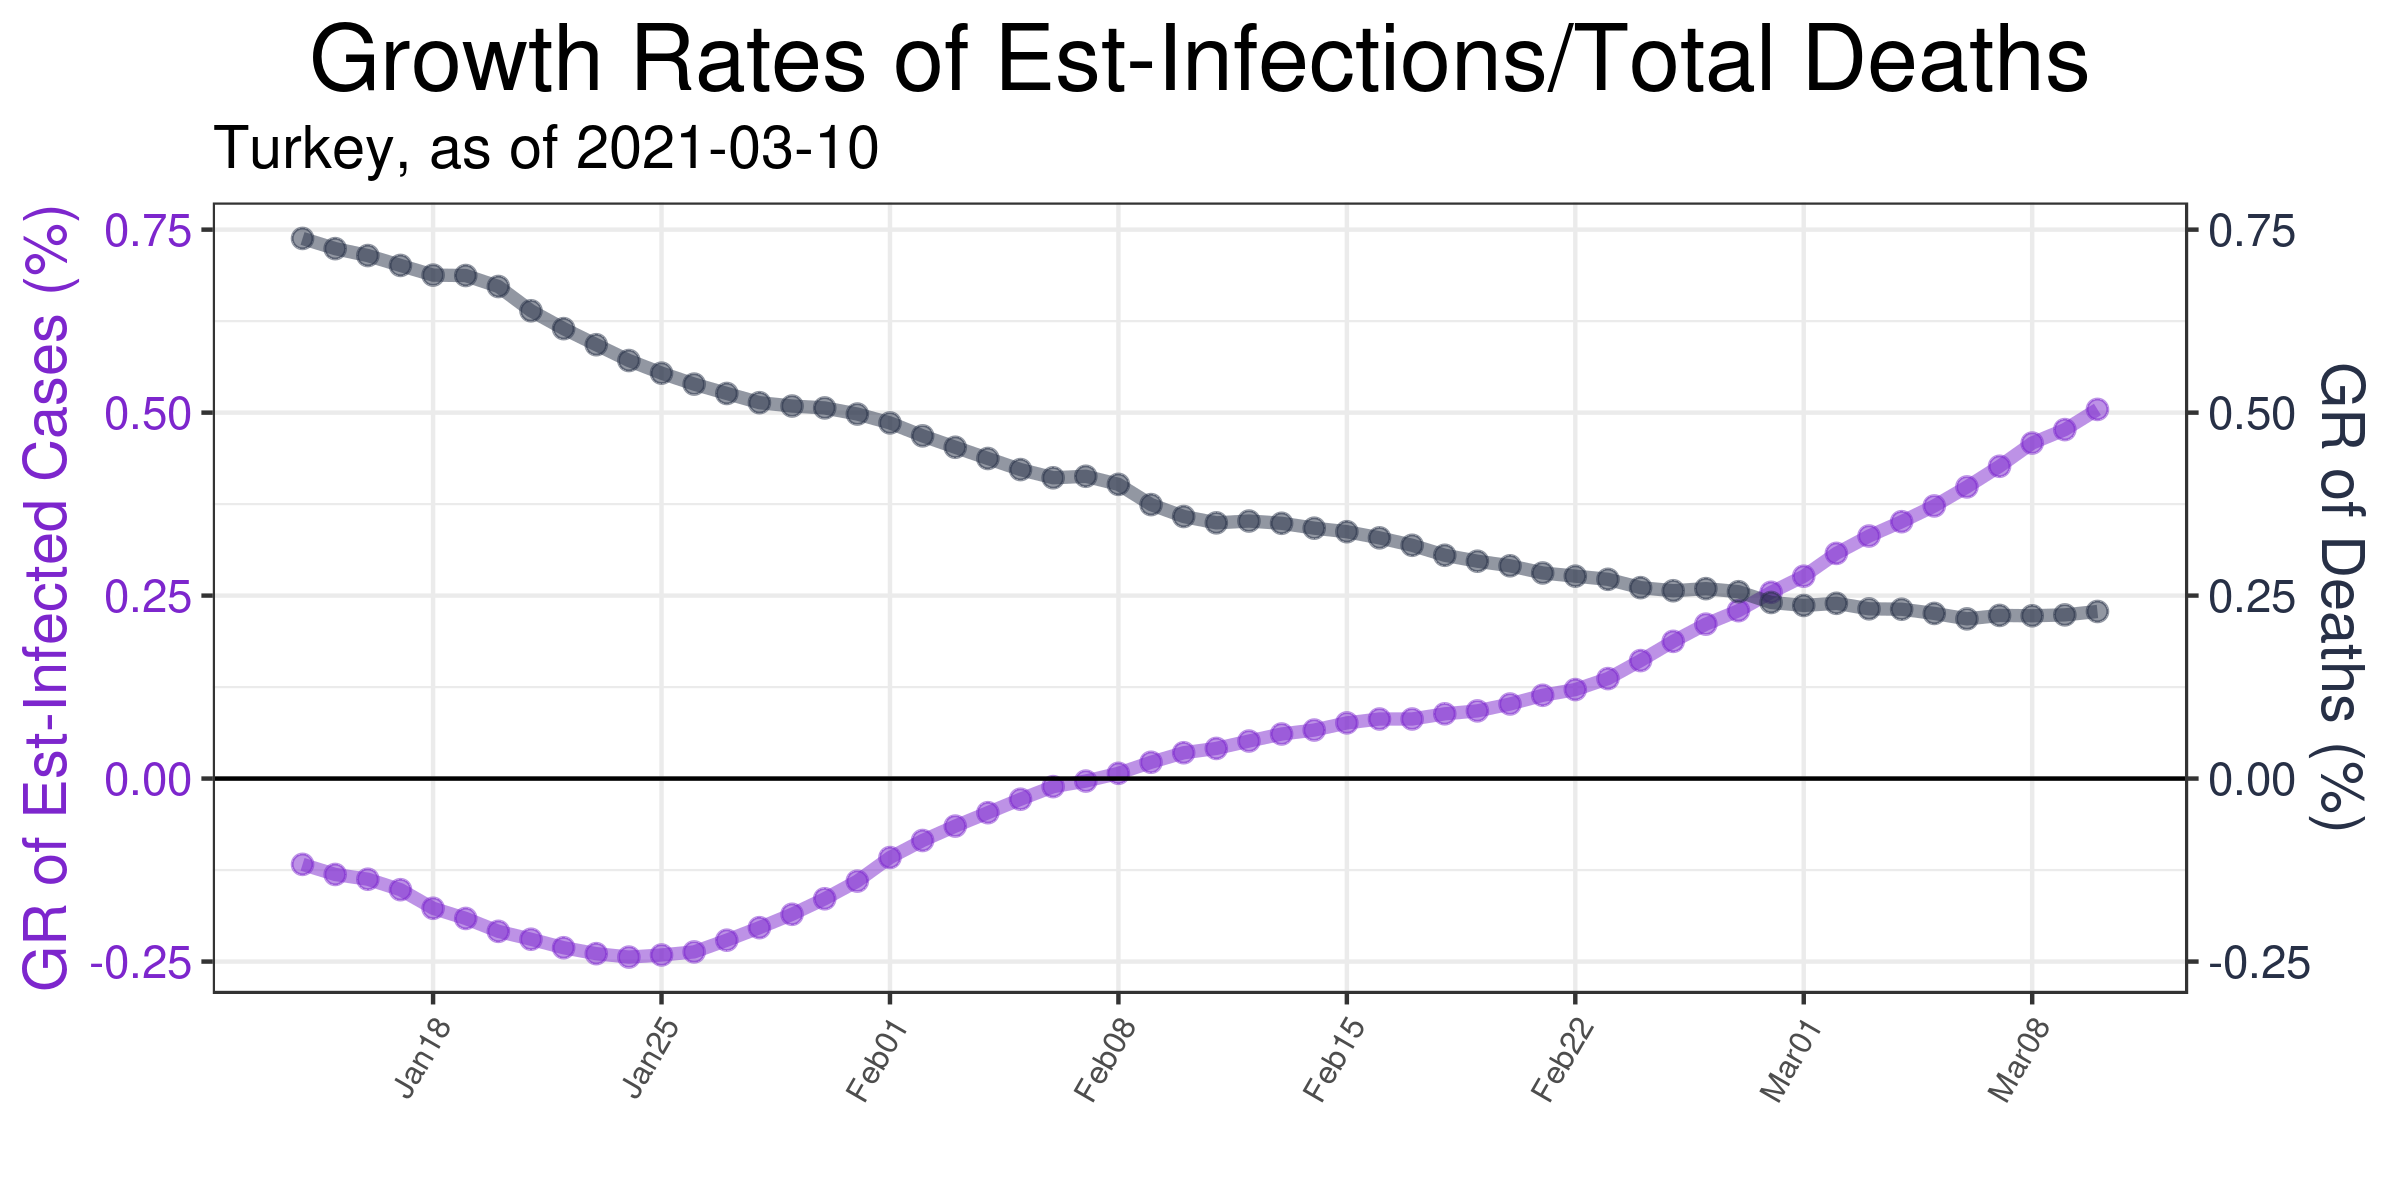 Growth Rates of Est-Infections/Total Deaths
Turkey, as of 2021-03-10
GR of Est-Infected Cases (%)
0.75
0.50
0.25
0.00
-0.25
0.75
0.50
0.25
0.00
-0.25
GR of Deaths (%)
Jan18
Jan25
Feb01
Feb08
Feb15
Feb22
Mar01
Mar08